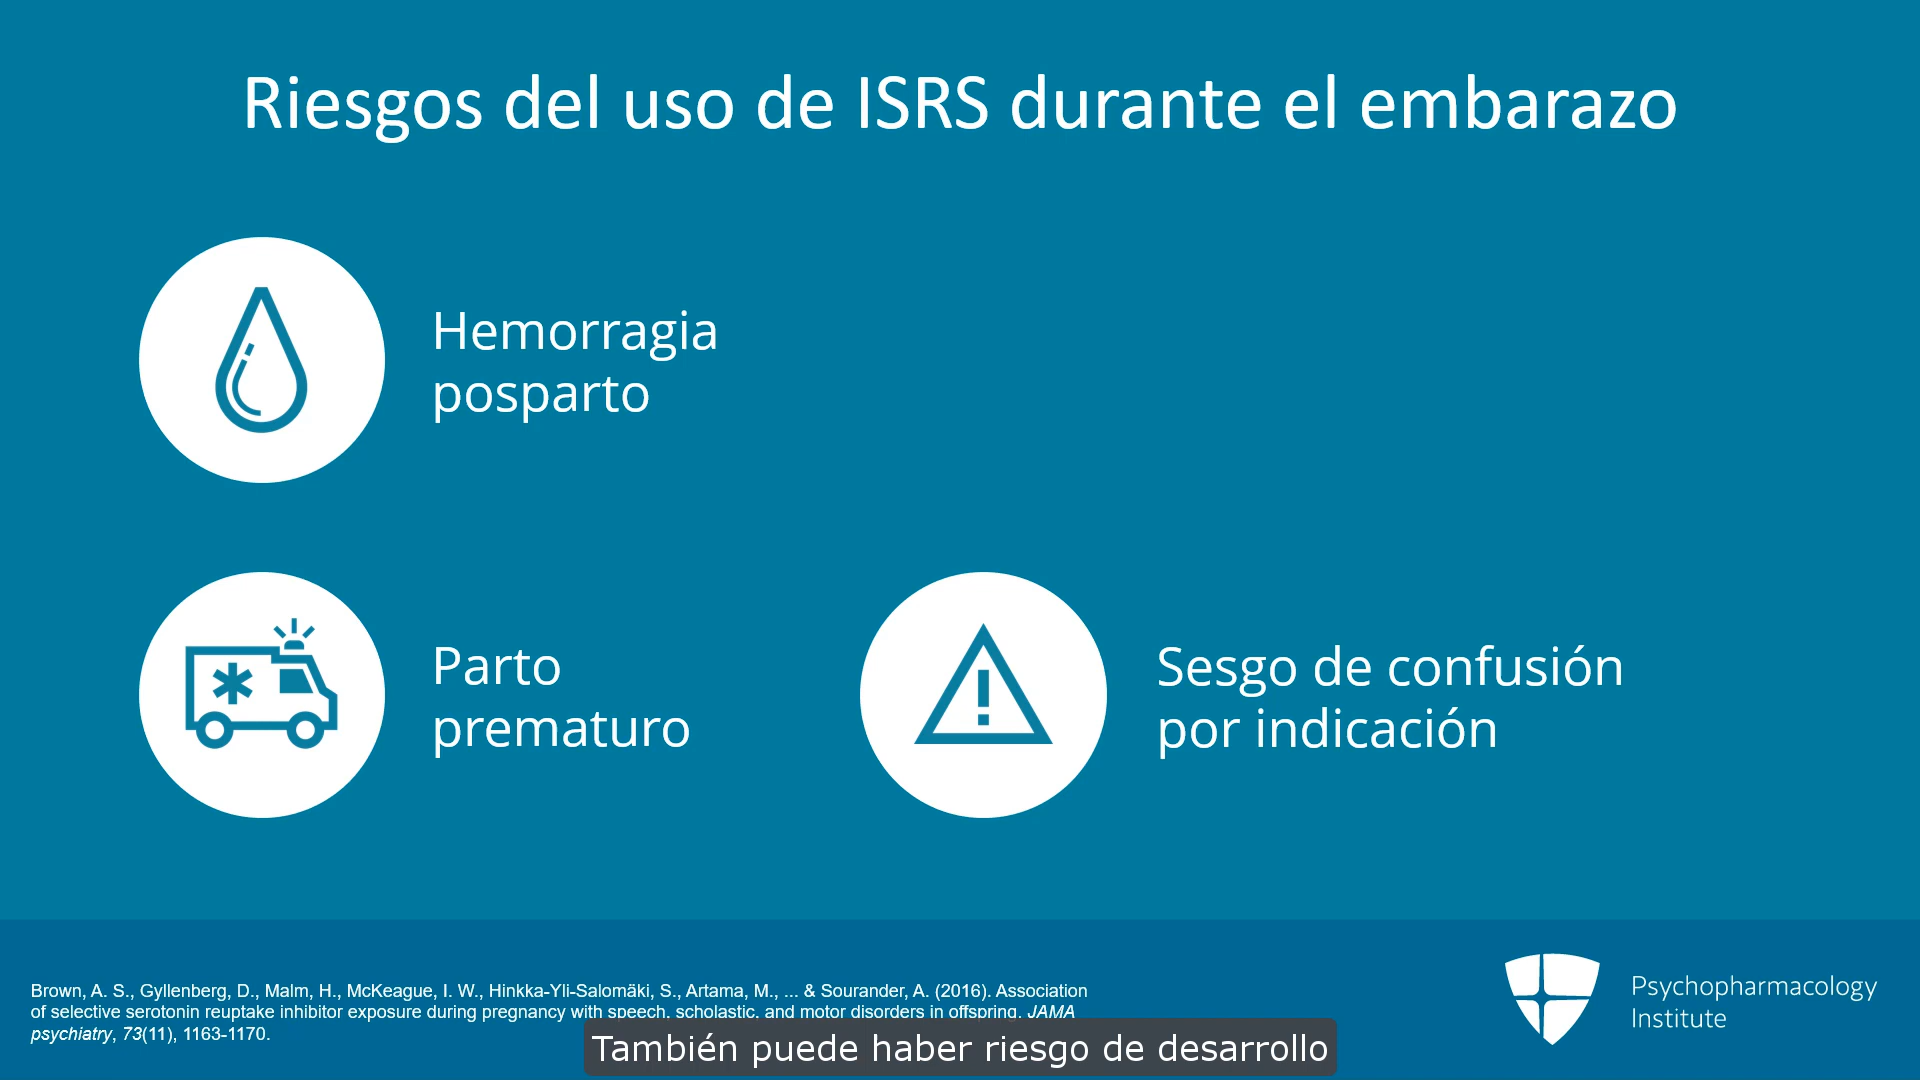 Riesgos del uso de ISRS durante el embarazo
Hemorragia
posparto
Parto
prematuro
Sesgo de confusión
por indicación
Brown, A. S., Gyllenberg, D., Malm, H., McKeague, I. W., Hinkka-Yli-Salomäki, S., Artama, M., ... & Sourander, A. (2016). Association
of selective serotonin reuptake inhibitor exposure during pregnancy with speech, scholastic, and motor disorders in offspring. JAMA
psychiatry, 73(11), 1163-1170.
También puede haber riesgo de desarrollo
Psychopharmacology
Institute